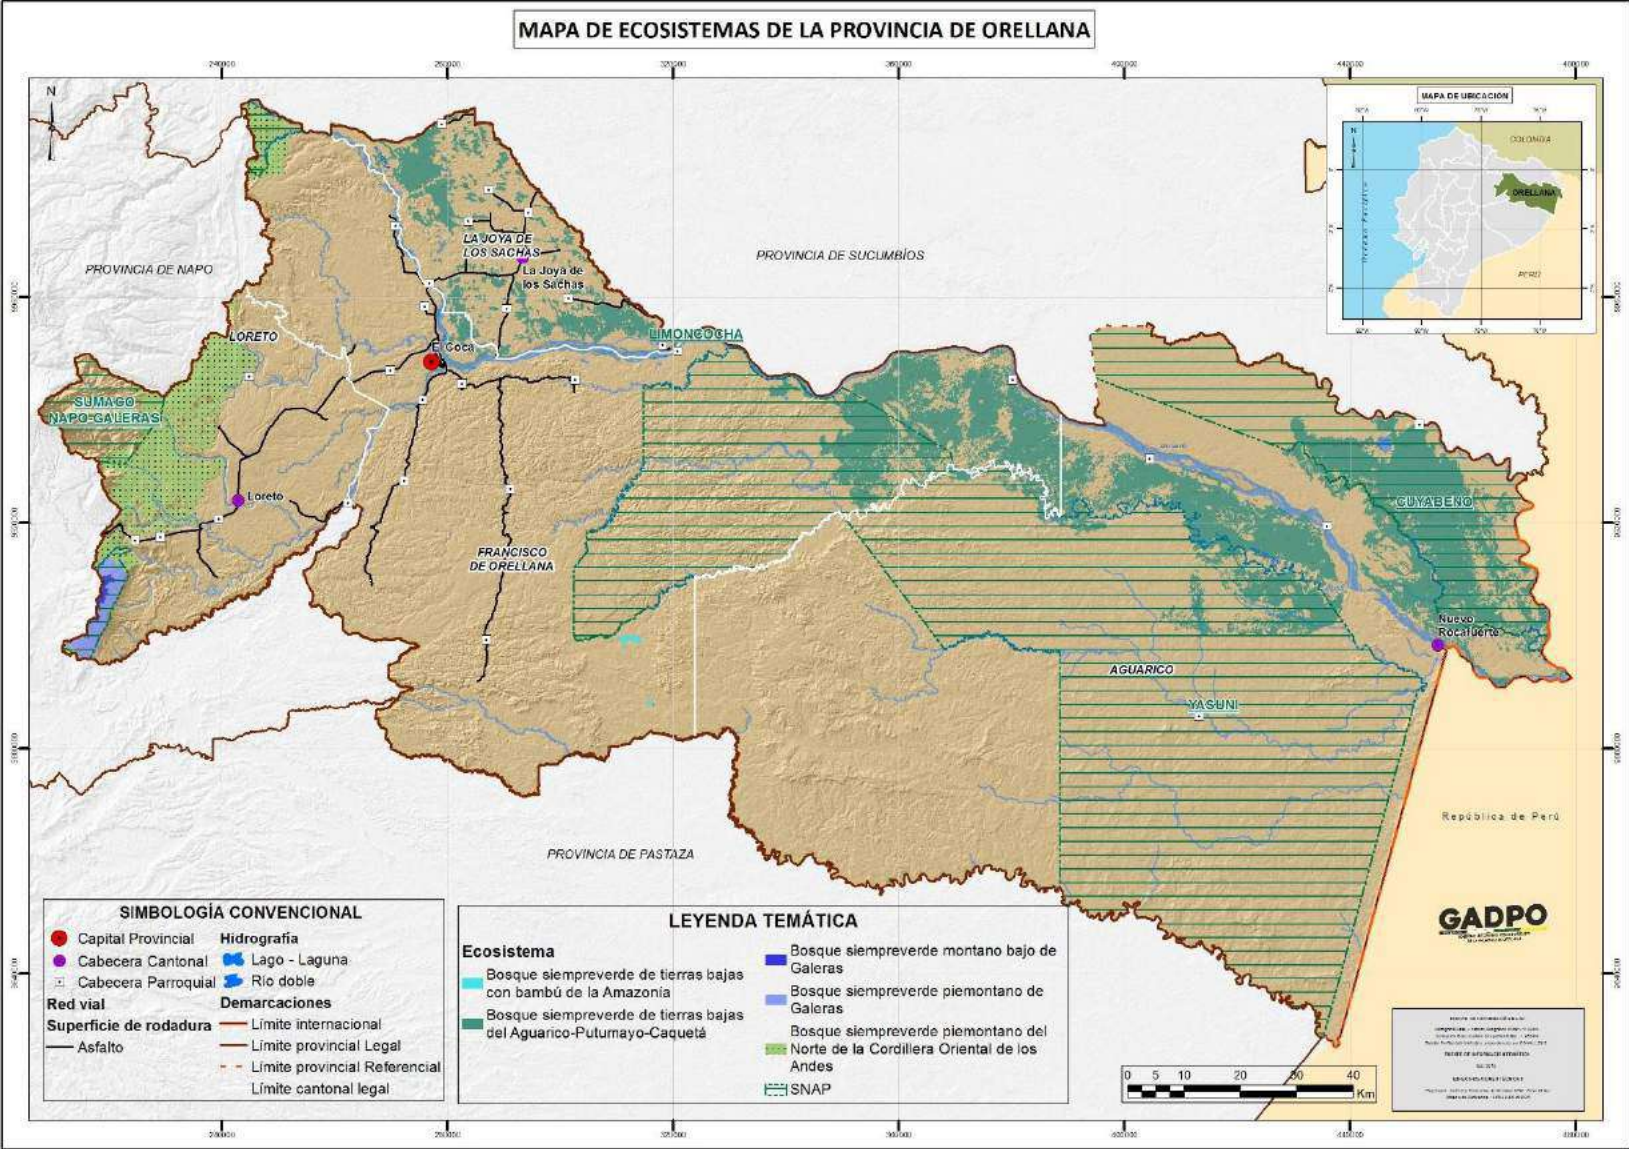 MAPA DE ECOSISTEMAS DE LA PROVINCIA DE ORELLANA
N
MAPA DE UBICACIÓN
N
COLOMBIA
ORELLANA
PERÚ
PROVINCIA DE NAPO
PROVINCIA DE SUCUMBÍOS
LA JOYA DE
LOS SACHAS
La Joya de
los Sachas
LORETO
LIMONCOCHA
El Coca
SUMACO
NAPO-GALERAS
Loreto
CUYABENO
FRANCISCO
DE ORELLANA
Nuevo
Rocafuerte
AGUARICO
YASUNI
República de Perú
PROVINCIA DE PASTAZA
GADPO
SIMBOLOGÍA CONVENCIONAL
Capital Provincial
Cabecera Cantonal
Cabecera Parroquial
Red vial
Superficie de rodadura
Asfalto
Hidrografía
Lago - Laguna
Río doble
Demarcaciones
Límite internacional
Límite provincial Legal
Límite provincial Referencial
Límite cantonal legal
LEYENDA TEMÁTICA
Ecosistema
Bosque siempreverde de tierras bajas
con bambú de la Amazonía
Bosque siempreverde de tierras bajas
del Aguarico-Putumayo-Caquetá
Bosque siempreverde montano bajo de
Galeras
Bosque siempreverde piemontano de
Galeras
Bosque siempreverde piemontano del
Norte de la Cordillera Oriental de los
Andes
SNAP
0 5 10 20 30 40
Km